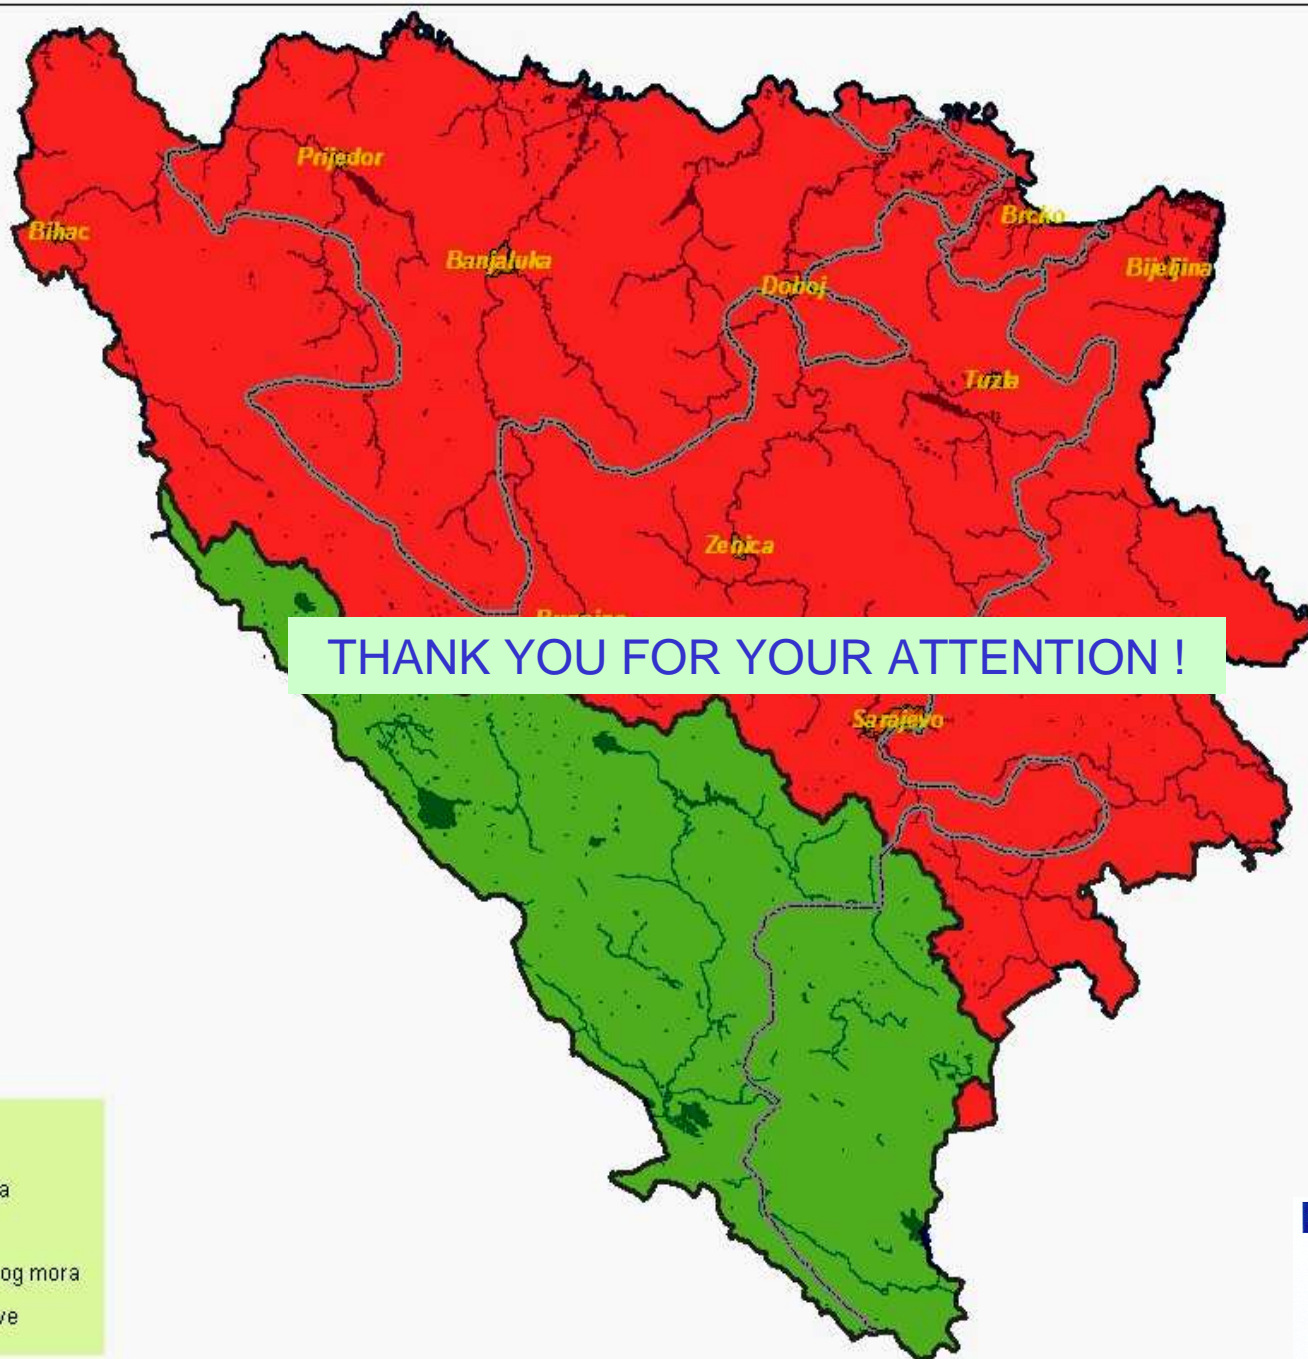 Prijedor
Bihac
Brcko
Banjaluka
Bijeljina
Doboj
Tuzla
Zenica
THANK YOU FOR YOUR ATTENTION !
Sarajevo
a
og mora
ve